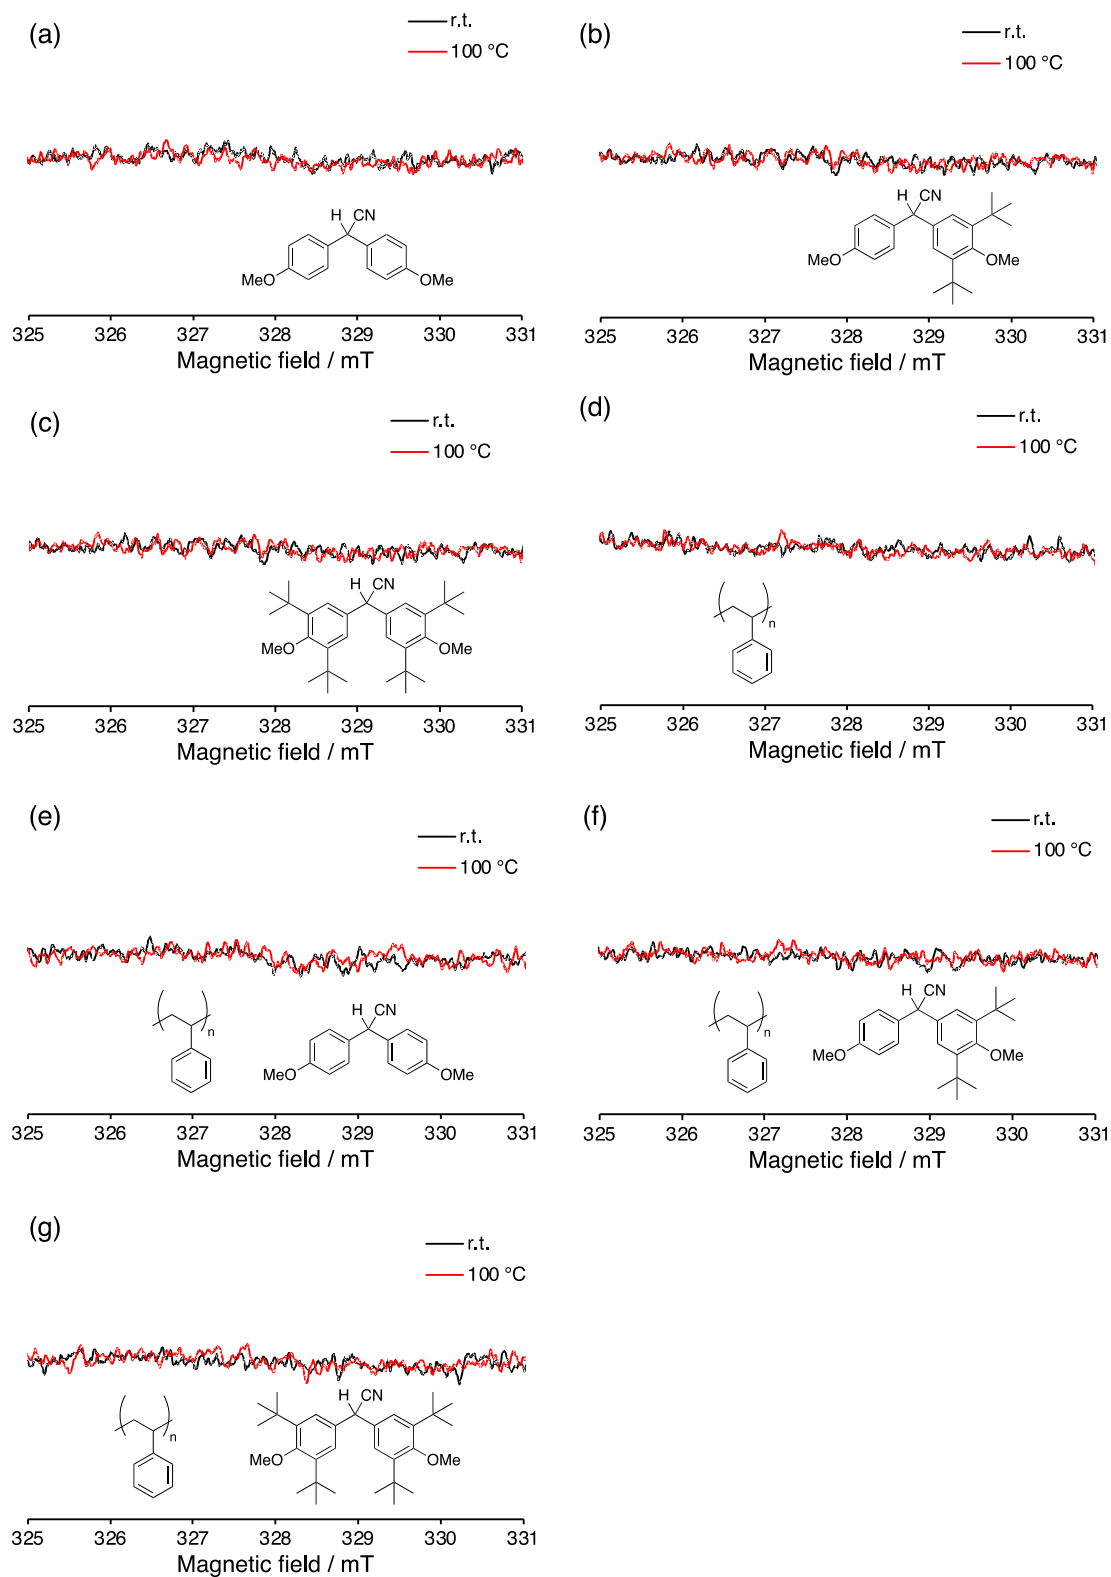 (a)
r.t.
100 °C
H CN
MeO OMe
325 326 327 328 329 330 331
Magnetic field / mT
(b)
r.t.
100 °C
H CN
MeO OMe
325 326 327 328 329 330 331
Magnetic field / mT
(c)
r.t.
100 °C
H CN
MeO OMe
325 326 327 328 329 330 331
Magnetic field / mT
(d)
r.t.
100 °C
n
325 326 327 328 329 330 331
Magnetic field / mT
(e)
r.t.
100 °C
H CN
n
MeO OMe
325 326 327 328 329 330 331
Magnetic field / mT
(f)
r.t.
100 °C
H CN
n
MeO OMe
325 326 327 328 329 330 331
Magnetic field / mT
(g)
r.t.
100 °C
H CN
n
MeO OMe
325 326 327 328 329 330 331
Magnetic field / mT